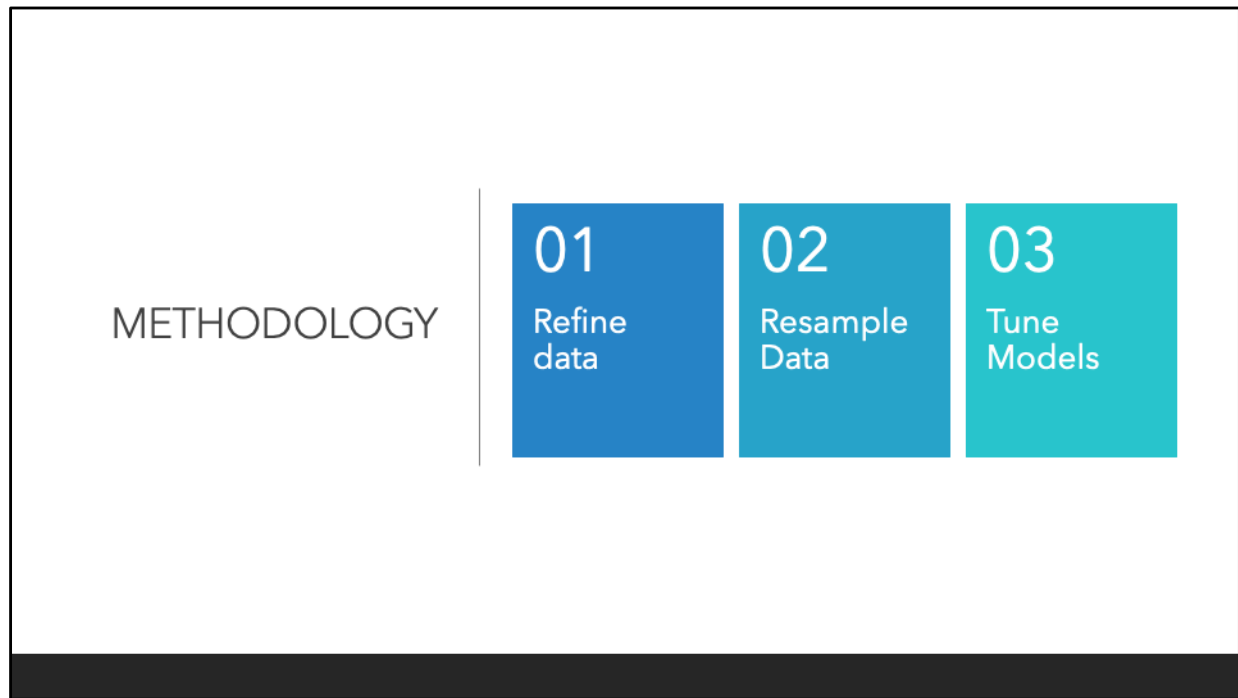 METHODOLOGY
01
Refine
data
02
Resample
Data
03
Tune
Models